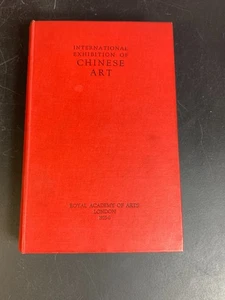 INTERNATIONAL
EXHIBITION OF
CHINESE
ART
ROYAL ACADEMY OF ARTS
LONDON